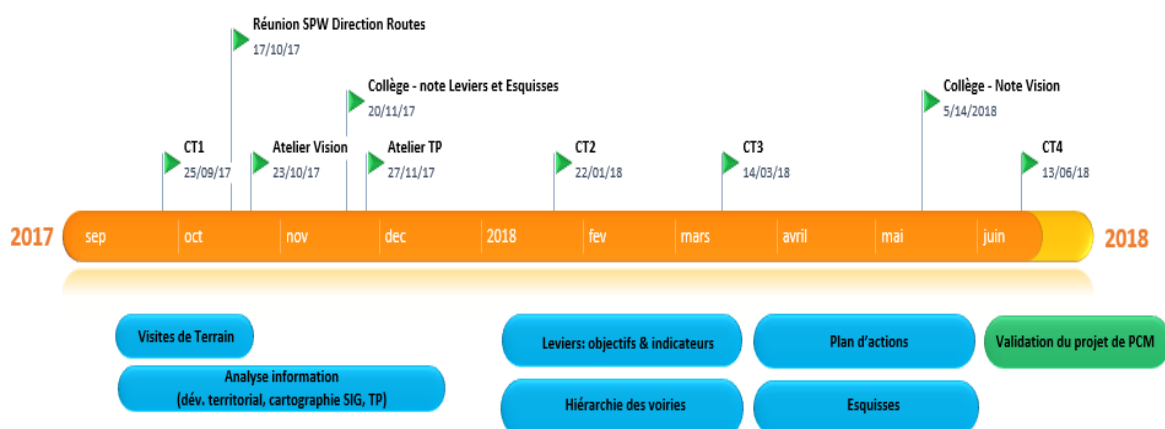 Réunion SPW Direction Routes
17/10/17
Collège - note Leviers et Esquisses
20/11/17
Collège - Note Vision
5/14/2018
CT1
25/09/17
Atelier Vision
23/10/17
Atelier TP
27/11/17
CT2
22/01/18
CT3
14/03/18
CT4
13/06/18
2017 sep oct nov dec 2018 fev mars avril mai juin 2018
Visites de Terrain
Analyse information
(dév. territorial, cartographie SIG, TP)
Leviers: objectifs & indicateurs
Hiérarchie des voiries
Plan d'actions
Esquisses
Validation du projet de PCM